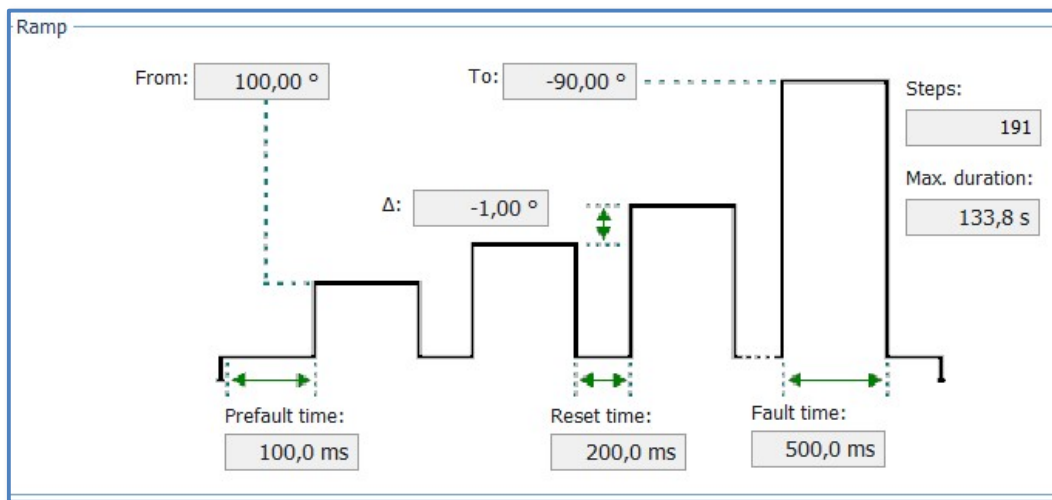 Ramp
From: 100,00 °
To: -90,00 °
Steps:
191
Max. duration:
133,8 s
Δ: -1,00 °
Prefault time:
100,0 ms
Reset time:
200,0 ms
Fault time:
500,0 ms